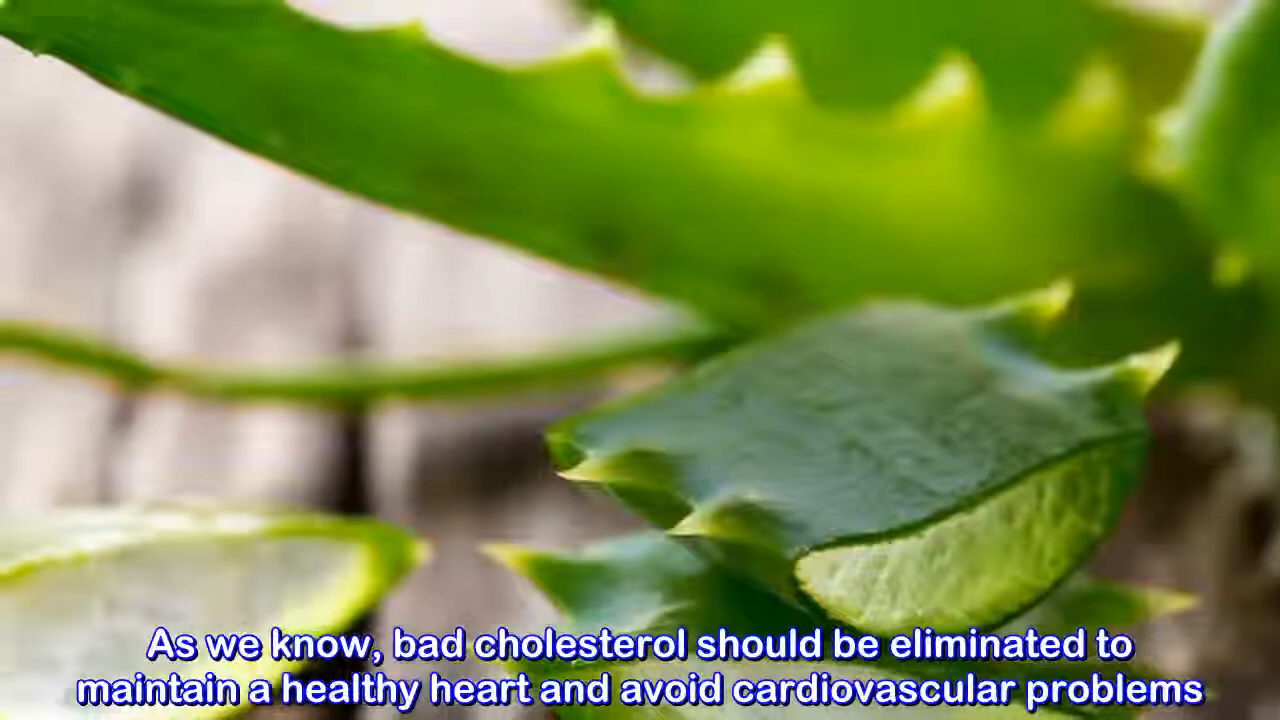 As we know, bad cholesterol should be eliminated to
maintain a healthy heart and avoid cardiovascular problems